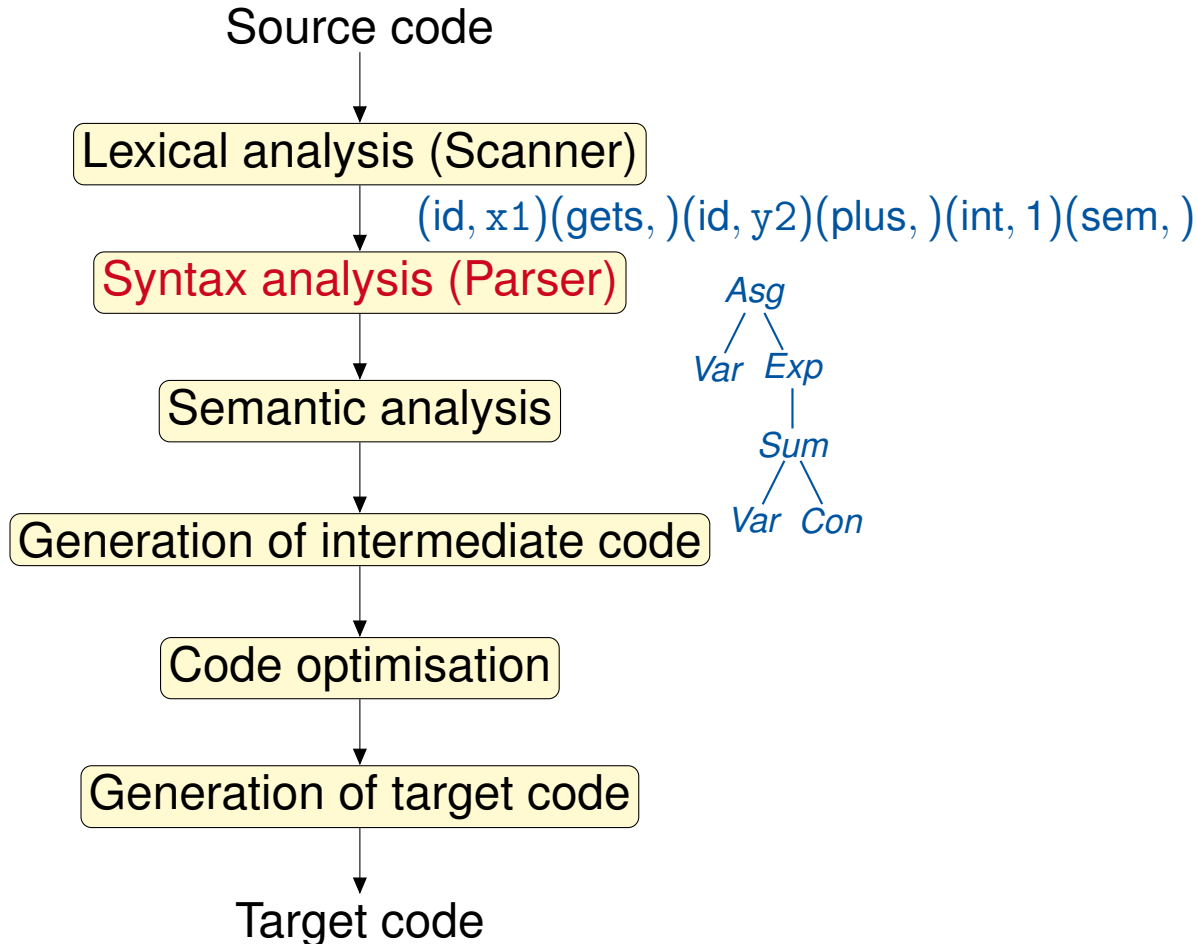 Source code
Lexical analysis (Scanner)
(id, x1)(gets, )(id, y2)(plus, )(int, 1)(sem, )
Syntax analysis (Parser)
Asg
Var Exp
Semantic analysis
Sum
Var Con
Generation of intermediate code
Code optimisation
Generation of target code
Target code